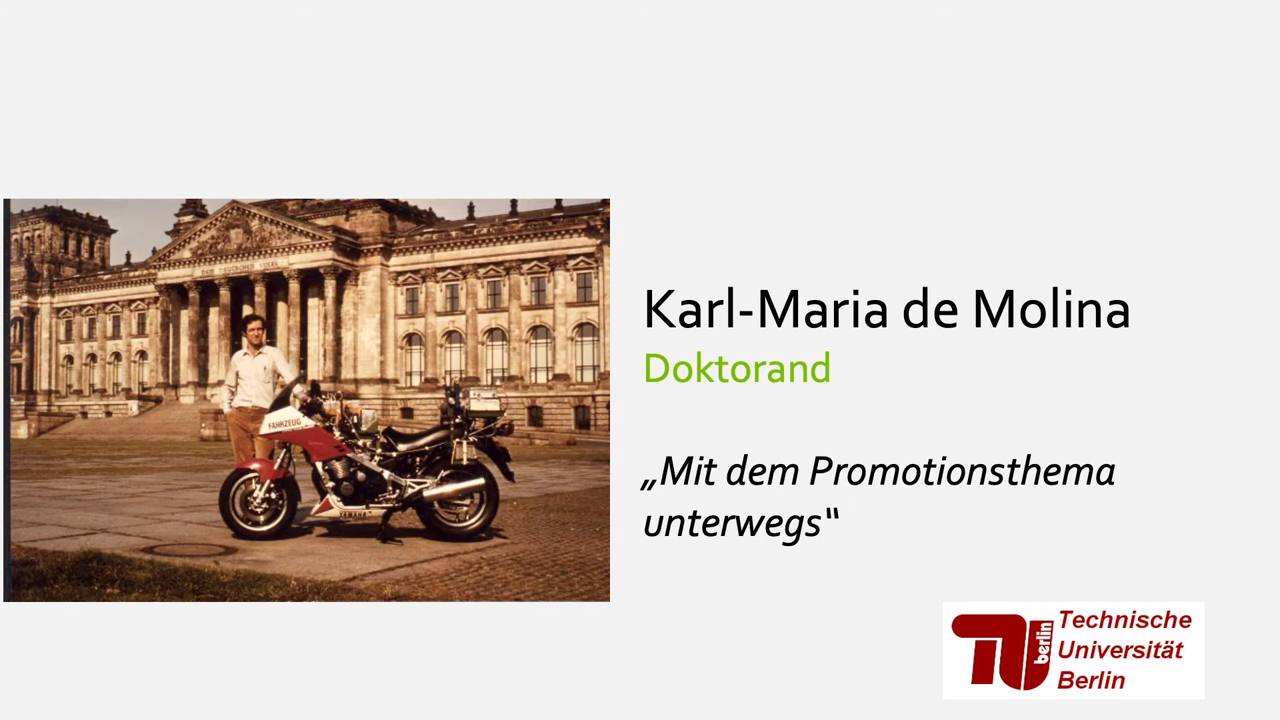 DEM DEUTSCHEN VOLKE
FAHRZEUG
YAMAHA
Karl-Maria de Molina
Doktorand
„Mit dem Promotionsthema
unterwegs“
TU berlin
Technische
Universität
Berlin